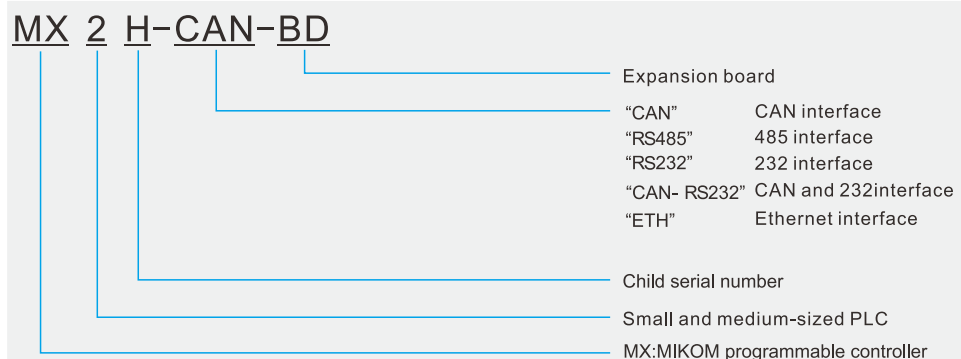 MX 2 H-CAN-BD
Expansion board
“CAN” CAN interface
“RS485” 485 interface
“RS232” 232 interface
“CAN- RS232” CAN and 232interface
“ETH” Ethernet interface
Child serial number
Small and medium-sized PLC
MX:MIKOM programmable controller